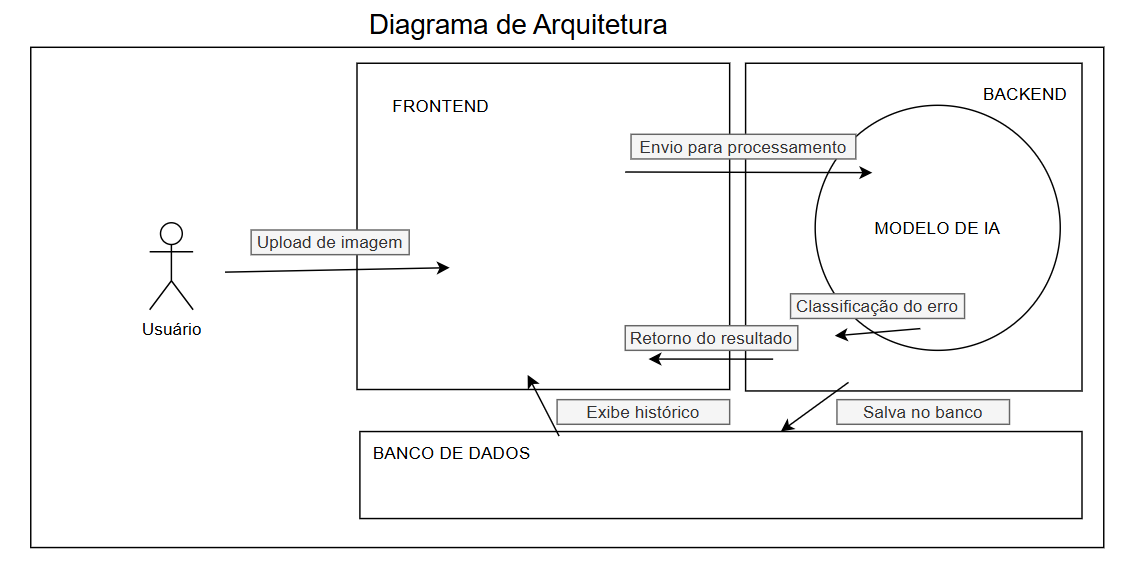 Diagrama de Arquitetura
FRONTEND
BACKEND
Envio para processamento
MODELO DE IA
Upload de imagem
Usuário
Classificação do erro
Retorno do resultado
Exibe histórico
Salva no banco
BANCO DE DADOS